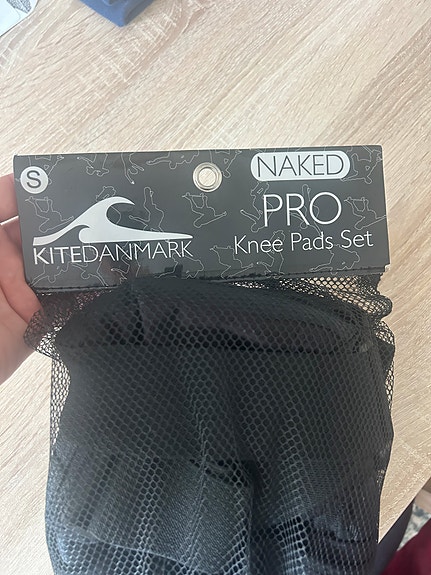 S
NAKED
PRO
Knee Pads Set
KITEDANMARK